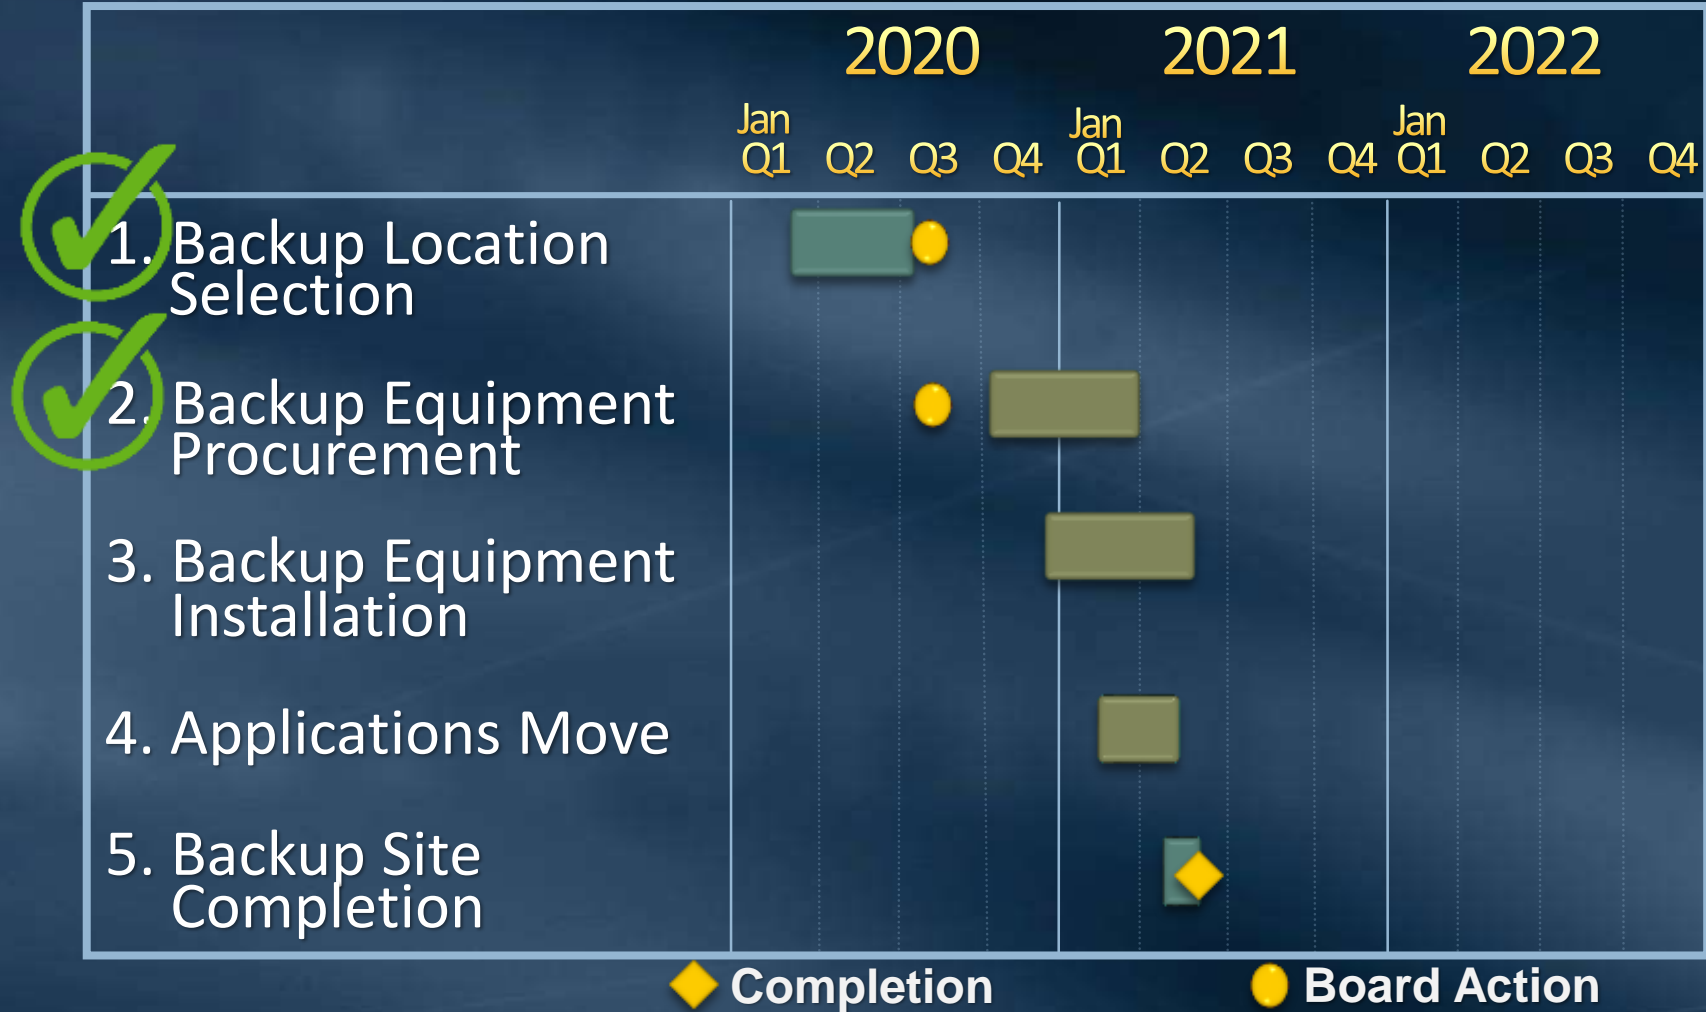 2020 2021 2022
Jan Jan Jan
Q1 Q2 Q3 Q4 Q1 Q2 Q3 Q4 Q1 Q2 Q3 Q4
1. Backup Location
Selection
2. Backup Equipment
Procurement
3. Backup Equipment
Installation
4. Applications Move
5. Backup Site
Completion
Completion Board Action